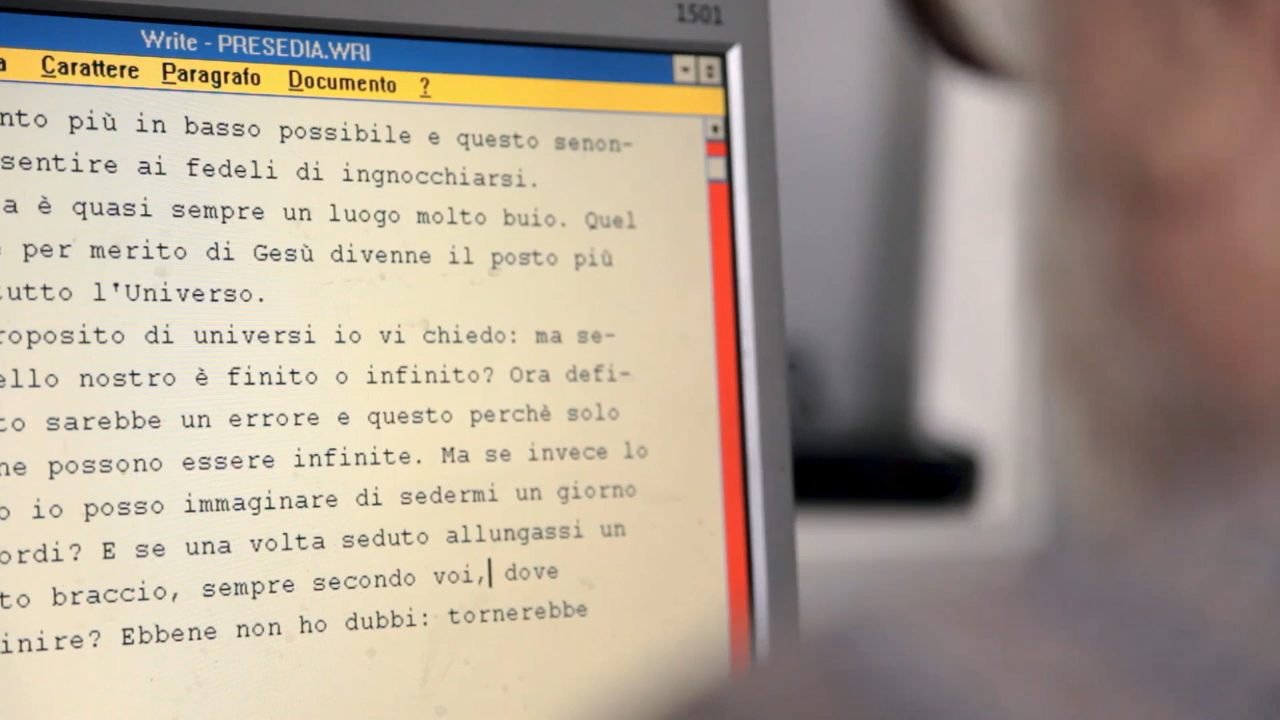 1501
Write - PRESEDIA.WRI
Carattere Paragrafo Documento ?
più in basso possibile e questo senon-
sentire ai fedeli di ingnocchiarsi.
a è quasi sempre un luogo molto buio. Quel
per merito di Gesù divenne il posto più
tutto l'Universo.
roposito di universi io vi chiedo: ma se-
ello nostro è finito o infinito? Ora defi-
to sarebbe un errore e questo perchè solo
ne possono essere infinite. Ma se invece lo
o io posso immaginare di sedermi un giorno
ordi? E se una volta seduto allungassi un
to braccio, sempre secondo voi, dove
inire? Ebbene non ho dubbi: tornerebbe